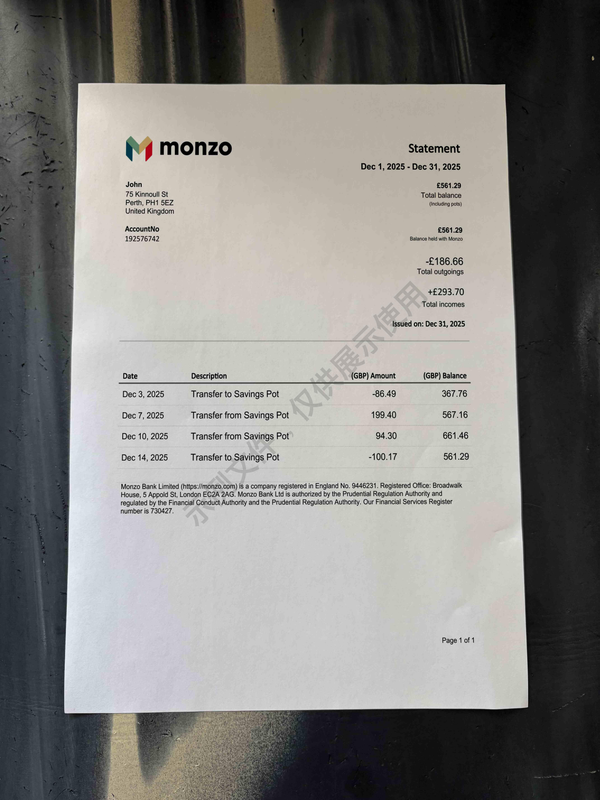 monzo
Statement
Dec 1, 2025 - Dec 31, 2025
John
75 Kinnoull St
Perth, PH1 5EZ
United Kingdom
AccountNo
192576742
£561.29
Total balance
(including pots)
£561.29
Balance held with Monzo
-£186.66
Total outgoings
+£293.70
Total incomes
Issued on: Dec 31, 2025
Date Description (GBP) Amount (GBP) Balance
Dec 3, 2025 Transfer to Savings Pot -86.49 367.76
Dec 7, 2025 Transfer from Savings Pot 199.40 567.16
Dec 10, 2025 Transfer from Savings Pot 94.30 661.46
Dec 14, 2025 Transfer to Savings Pot -100.17 561.29
Monzo Bank Limited (https://monzo.com) is a company registered in England No. 9446231. Registered Office: Broadwalk
House, 5 Appold St, London EC2A 2AG. Monzo Bank Ltd is authorized by the Prudential Regulation Authority and
regulated by the Financial Conduct Authority and the Prudential Regulation Authority. Our Financial Services Register
number is 730427.
Page 1 of 1
示例文件,仅供展示使用